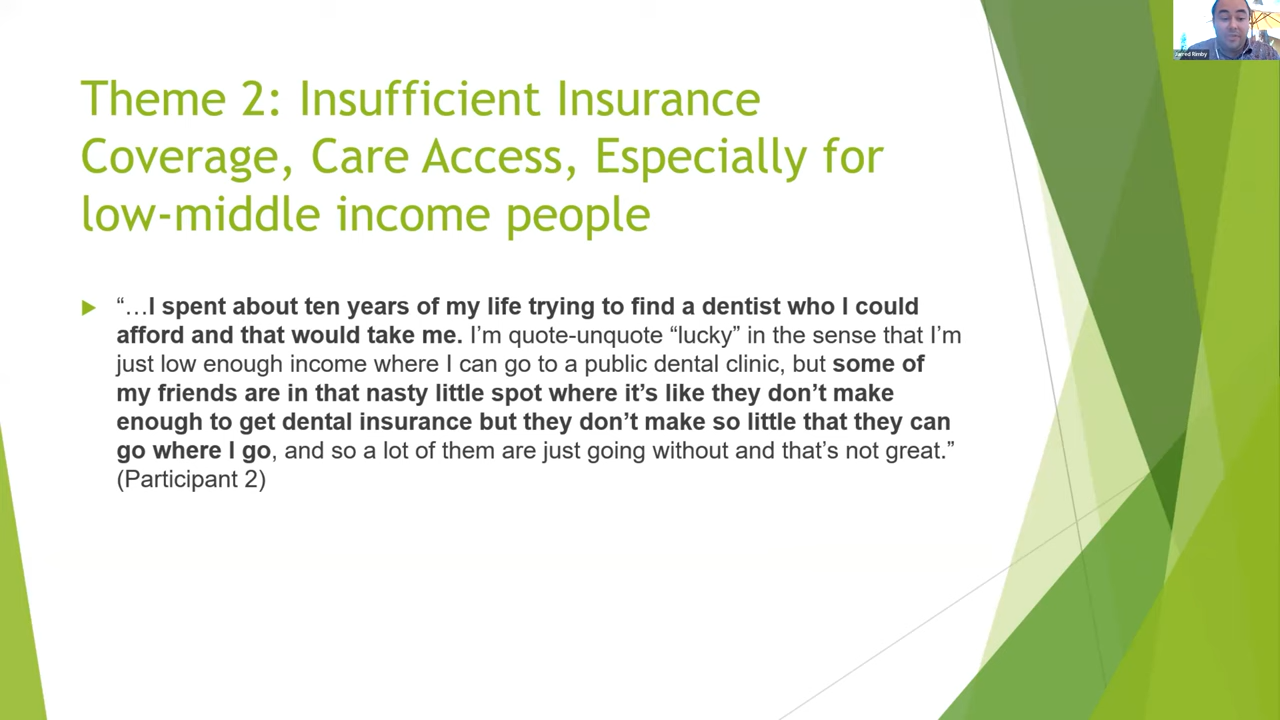 Theme 2: Insufficient Insurance
Coverage, Care Access, Especially for
low-middle income people
“…I spent about ten years of my life trying to find a dentist who I could
afford and that would take me. I’m quote-unquote “lucky” in the sense that I’m
just low enough income where I can go to a public dental clinic, but some of
my friends are in that nasty little spot where it’s like they don’t make
enough to get dental insurance but they don’t make so little that they can
go where I go, and so a lot of them are just going without and that’s not great.”
(Participant 2)
Jarred Rimby